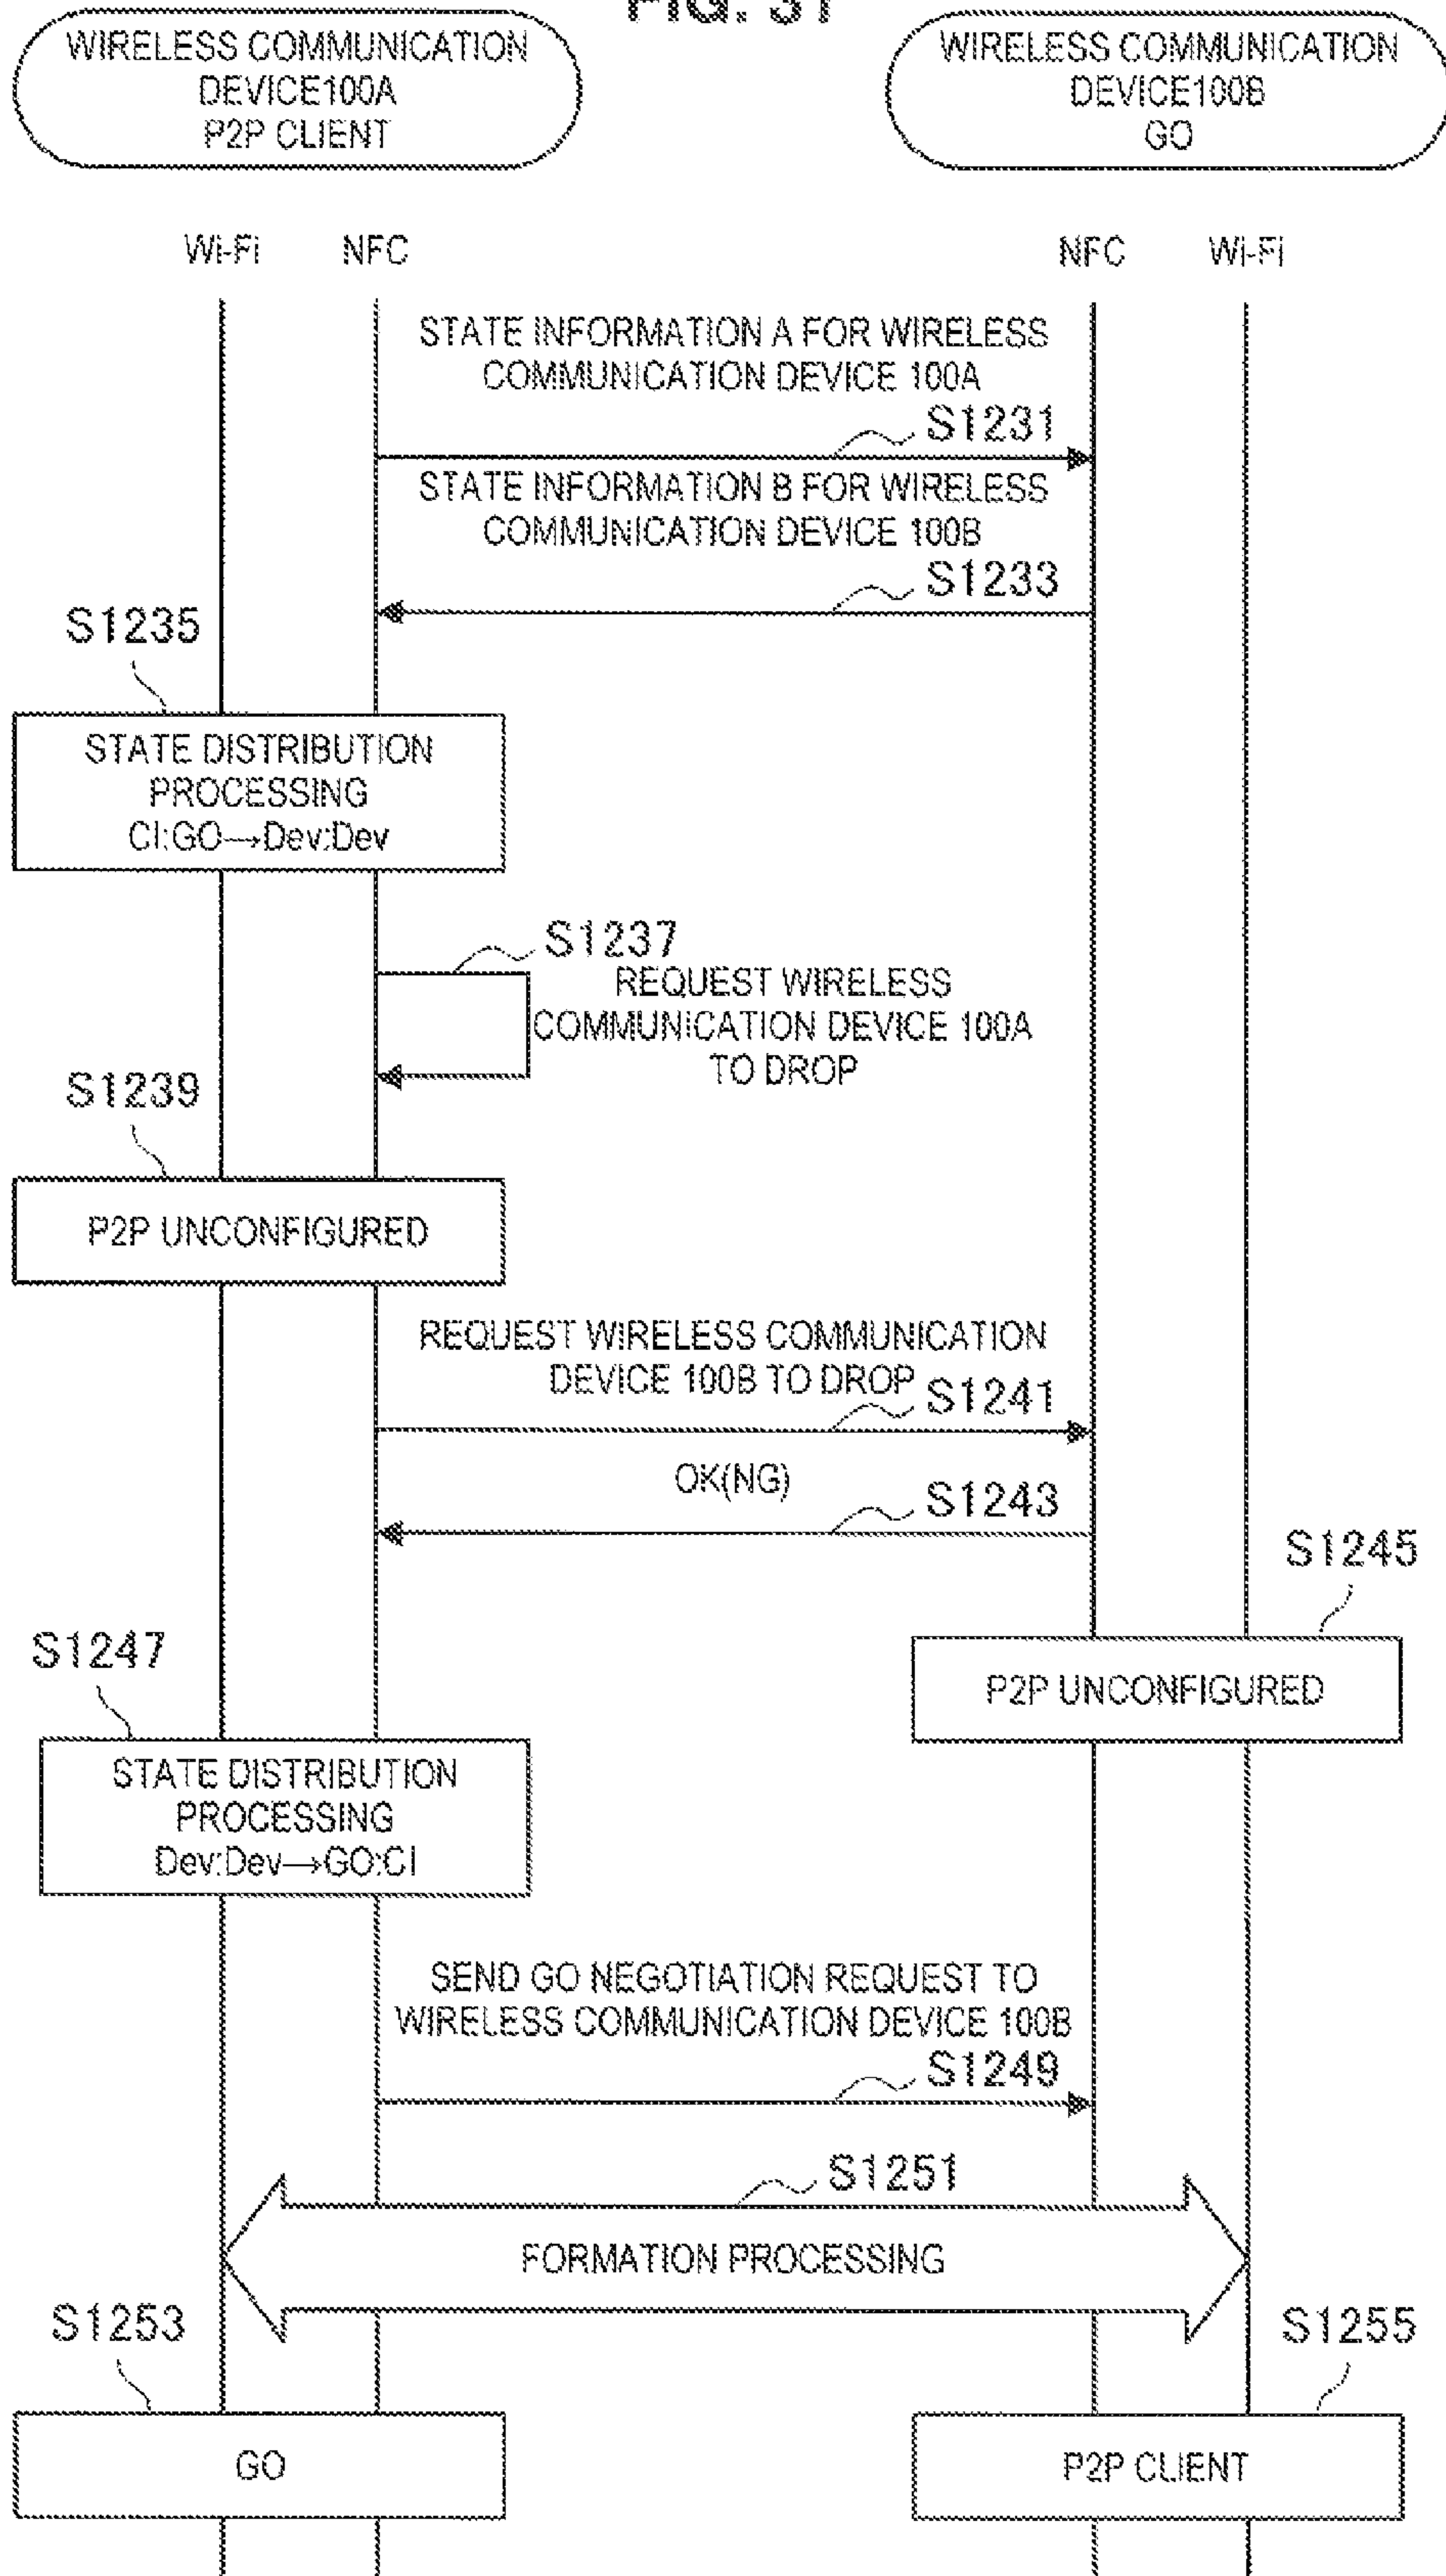 FIG. 31
WIRELESS COMMUNICATION
DEVICE100A
P2P CLIENT
WIRELESS COMMUNICATION
DEVICE100B
GO
Wi-Fi
NFC
NFC
Wi-Fi
STATE INFORMATION A FOR WIRELESS
COMMUNICATION DEVICE 100A
S1231
STATE INFORMATION B FOR WIRELESS
COMMUNICATION DEVICE 100B
S1233
S1235
STATE DISTRIBUTION
PROCESSING
Cl:GO→Dev:Dev
S1237
REQUEST WIRELESS
COMMUNICATION DEVICE 100A
TO DROP
S1239
P2P UNCONFIGURED
REQUEST WIRELESS COMMUNICATION
DEVICE 100B TO DROP
S1241
OK(NG)
S1243
S1245
P2P UNCONFIGURED
S1247
STATE DISTRIBUTION
PROCESSING
Dev:Dev→GO:Cl
SEND GO NEGOTIATION REQUEST TO
WIRELESS COMMUNICATION DEVICE 100B
S1249
S1251
FORMATION PROCESSING
S1253
GO
S1255
P2P CLIENT